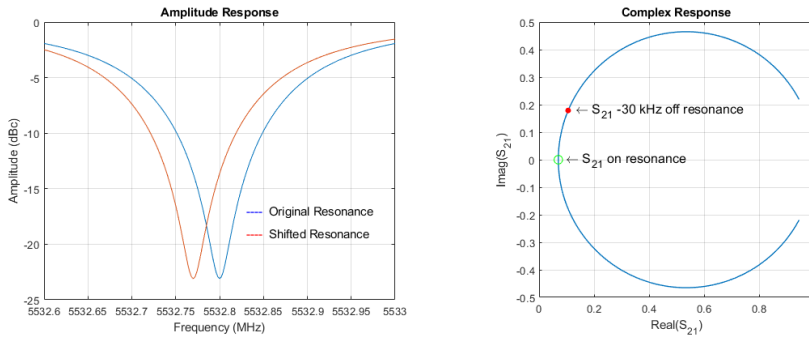 Amplitude Response
0
-5
-10
-15
-20
-25
Amplitude (dBc)
Original Resonance
Shifted Resonance
5532.6 5532.65 5532.7 5532.75 5532.8 5532.85 5532.9 5532.95 5533
Frequency (MHz)
Complex Response
0.5
0.4
0.3
0.2
0.1
0
-0.1
-0.2
-0.3
-0.4
-0.5
Imag(S21)
← S21 -30 kHz off resonance
← S21 on resonance
0 0.2 0.4 0.6 0.8
Real(S21)